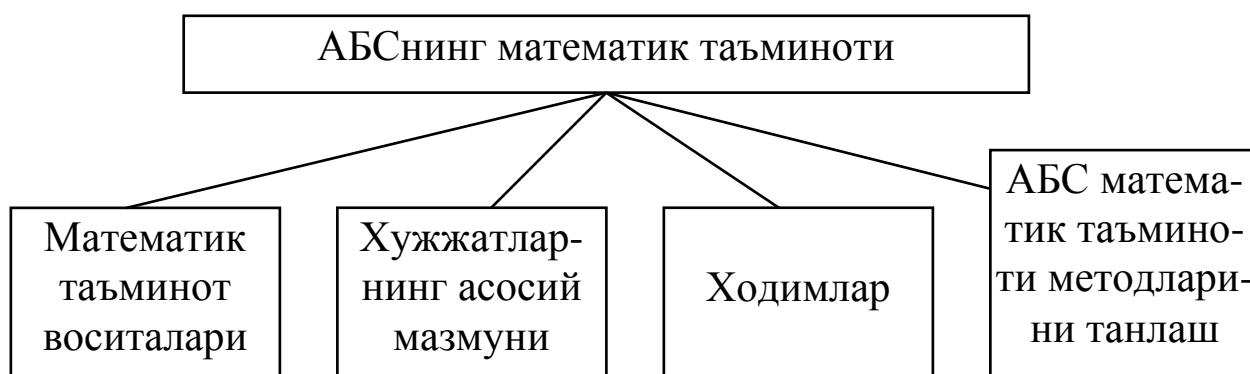 АБСнинг математик таъминоти
Математик
таъминот
воситалари
Хужжатлар-
нинг асосий
мазмуни
Ходимлар
АБС матема-
тик таъмино-
ти методлари-
ни танлаш